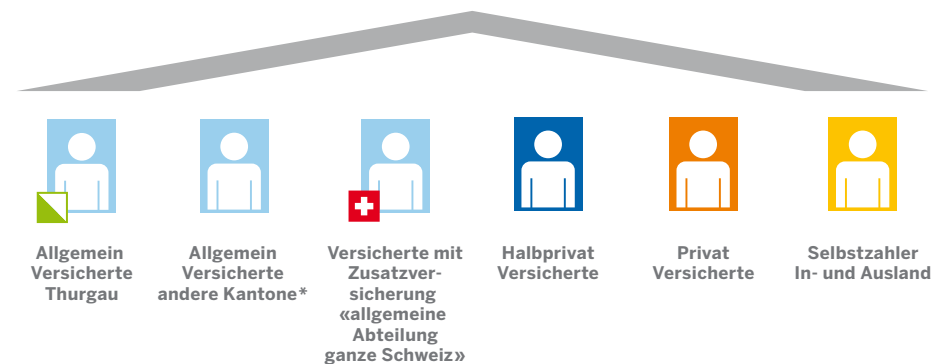 Allgemein
Versicherte
Thurgau
Allgemein
Versicherte
andere Kantone*
Versicherte mit
Zusatzver-
sicherung
«allgemeine
Abteilung
ganze Schweiz»
Halbprivat
Versicherte
Privat
Versicherte
Selbstzahler
In- und Ausland